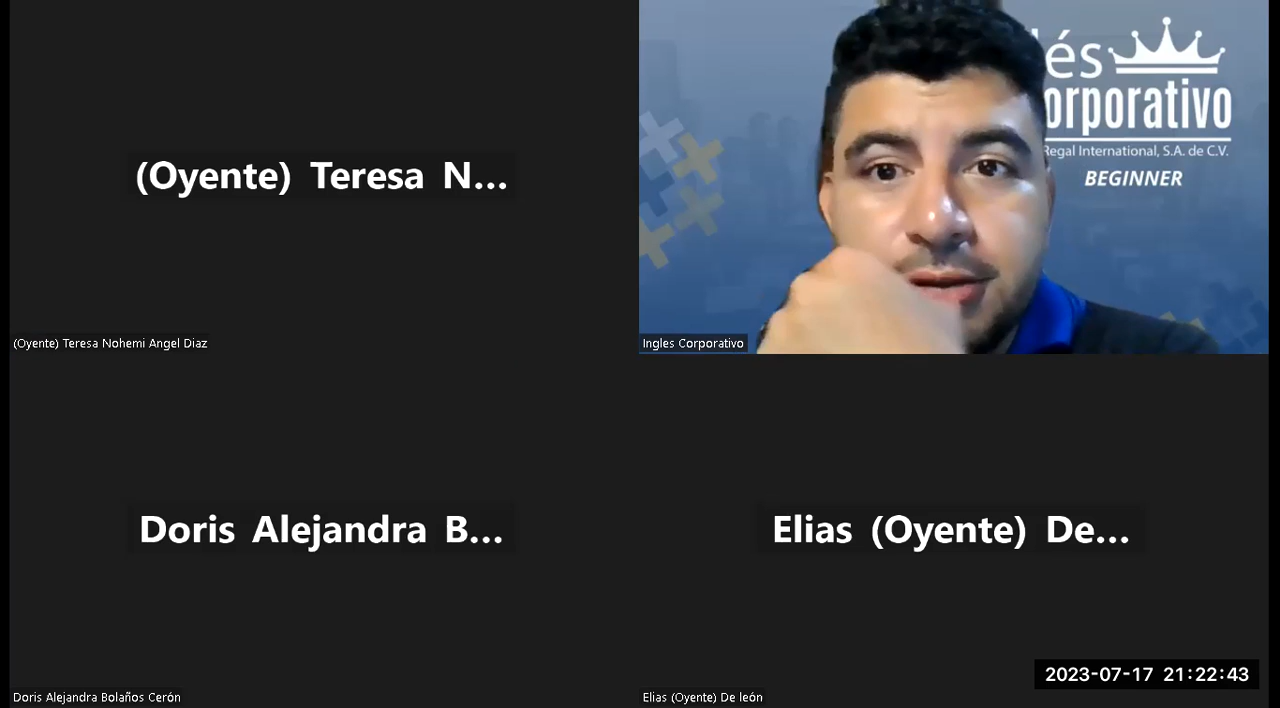 (Oyente) Teresa N...
(Oyente) Teresa Nohemi Angel Diaz
és
orporativo
Regal International, S.A. de C.V.
BEGINNER
Ingles Corporativo
Doris Alejandra B...
Doris Alejandra Bolaños Cerón
Elias (Oyente) De...
Elias (Oyente) De león
2023-07-17 21:22:43